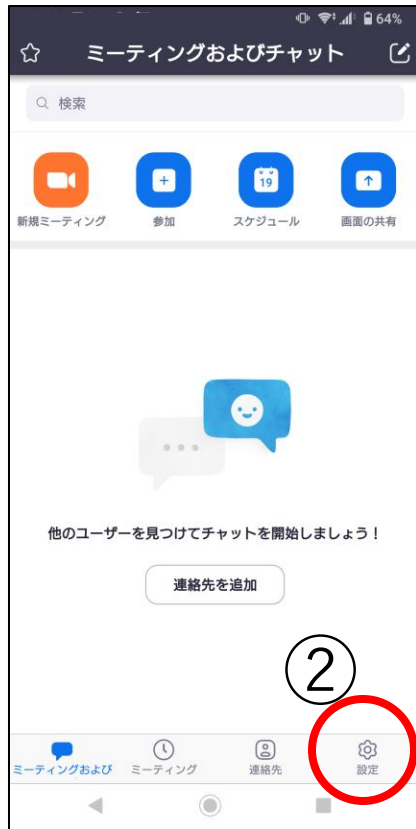 64%
ミーティングおよびチャット
検索
19
新規ミーティング 参加 スケジュール 画面の共有
他のユーザーを見つけてチャットを開始しましょう!
連絡先を追加
②
ミーティングおよび ミーティング 連絡先 設定